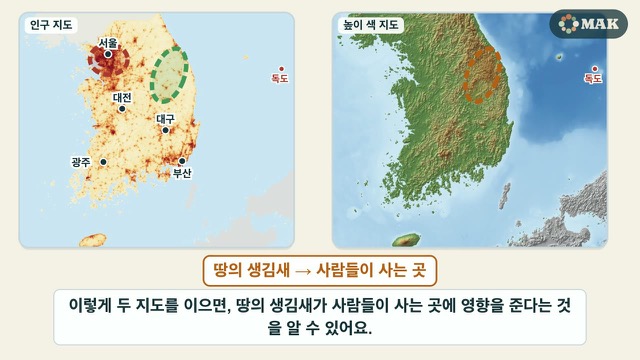 인구 지도
서울
독도
대전
대구
광주
부산
높이 색 지도
MAK
독도
땅의 생김새 → 사람들이 사는 곳
이렇게 두 지도를 이으면, 땅의 생김새가 사람들이 사는 곳에 영향을 준다는 것
을 알 수 있어요.